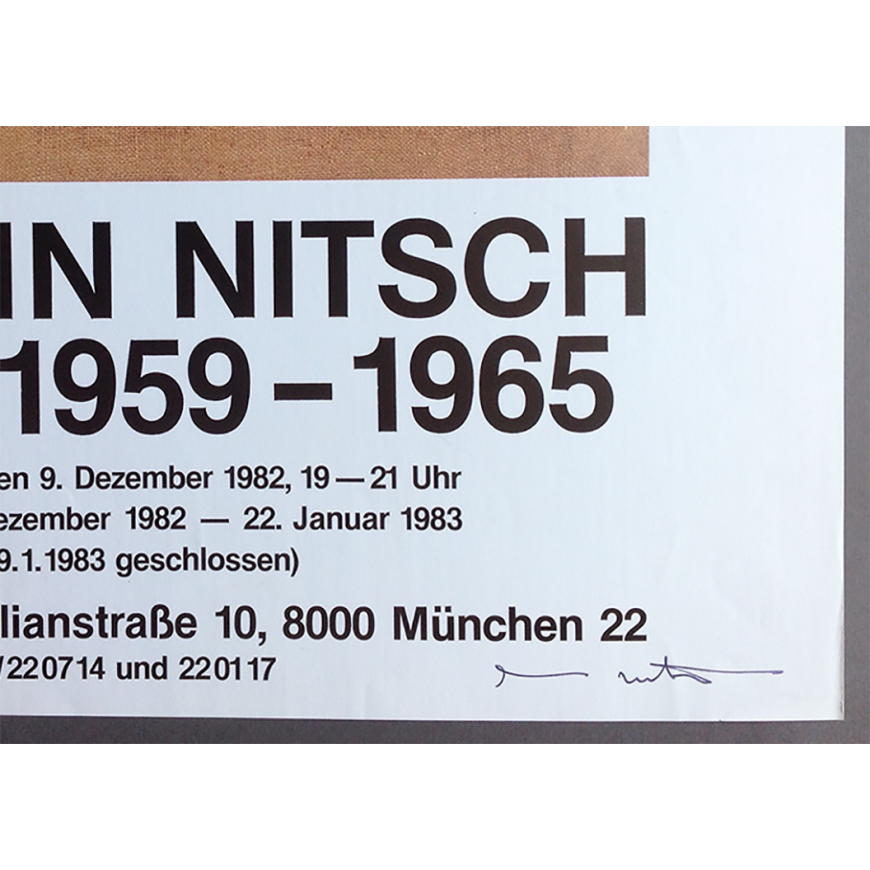 IN NITSCH
1959 – 1965
en 9. Dezember 1982, 19 — 21 Uhr
ezember 1982 — 22. Januar 1983
9.1.1983 geschlossen)
lianstraße 10, 8000 München 22
/220714 und 220117